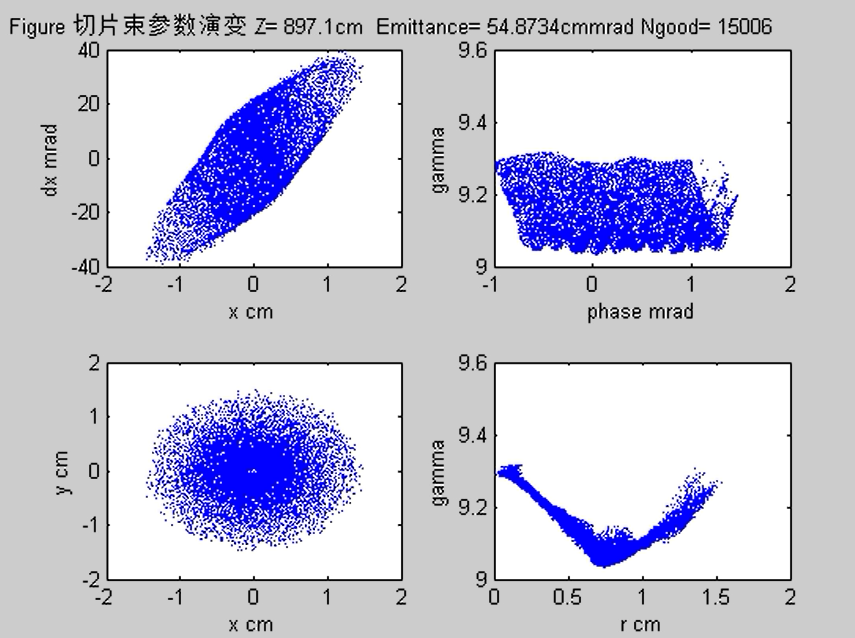 Figure 切片束参数演变 Z= 897.1cm Emittance= 54.8734cmmrad Ngood= 15006
40
20
0
-20
-40
dx mrad
-2 -1 0 1 2
x cm
9.6
9.4
9.2
9
gamma
-1 0 1 2
phase mrad
2
1
0
-1
-2
y cm
-2 -1 0 1 2
x cm
9.6
9.4
9.2
9
gamma
0 0.5 1 1.5 2
r cm